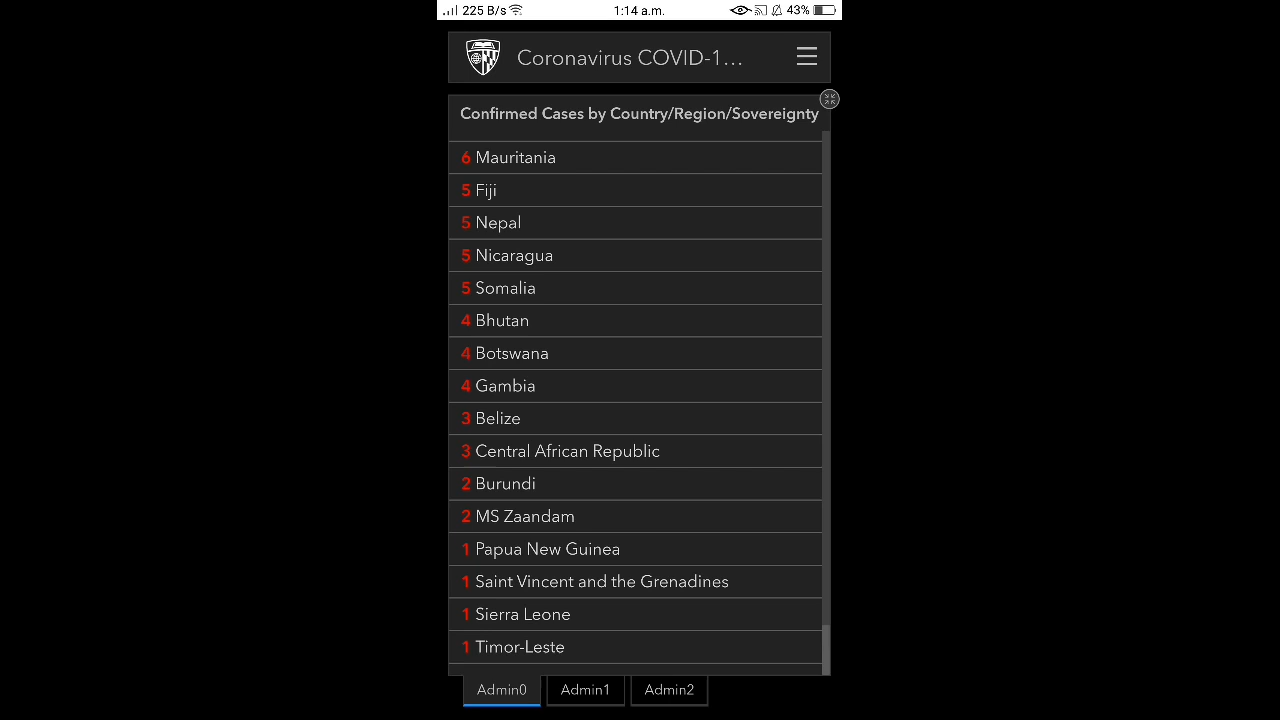 225 B/s 1:14 a.m. 43%
Coronavirus COVID-1...
Confirmed Cases by Country/Region/Sovereignty
6 Mauritania
5 Fiji
5 Nepal
5 Nicaragua
5 Somalia
4 Bhutan
4 Botswana
4 Gambia
3 Belize
3 Central African Republic
2 Burundi
2 MS Zaandam
1 Papua New Guinea
1 Saint Vincent and the Grenadines
1 Sierra Leone
1 Timor-Leste
Admin0 Admin1 Admin2